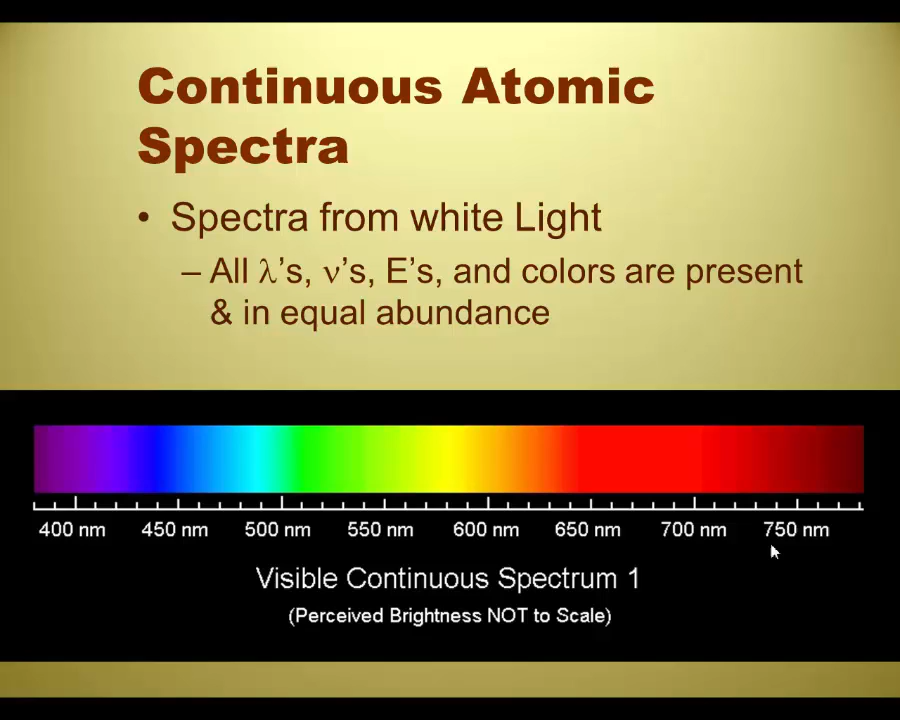 Continuous Atomic
Spectra
• Spectra from white Light
– All λ's, ν's, E's, and colors are present
& in equal abundance
400 nm 450 nm 500 nm 550 nm 600 nm 650 nm 700 nm 750 nm
Visible Continuous Spectrum 1
(Perceived Brightness NOT to Scale)